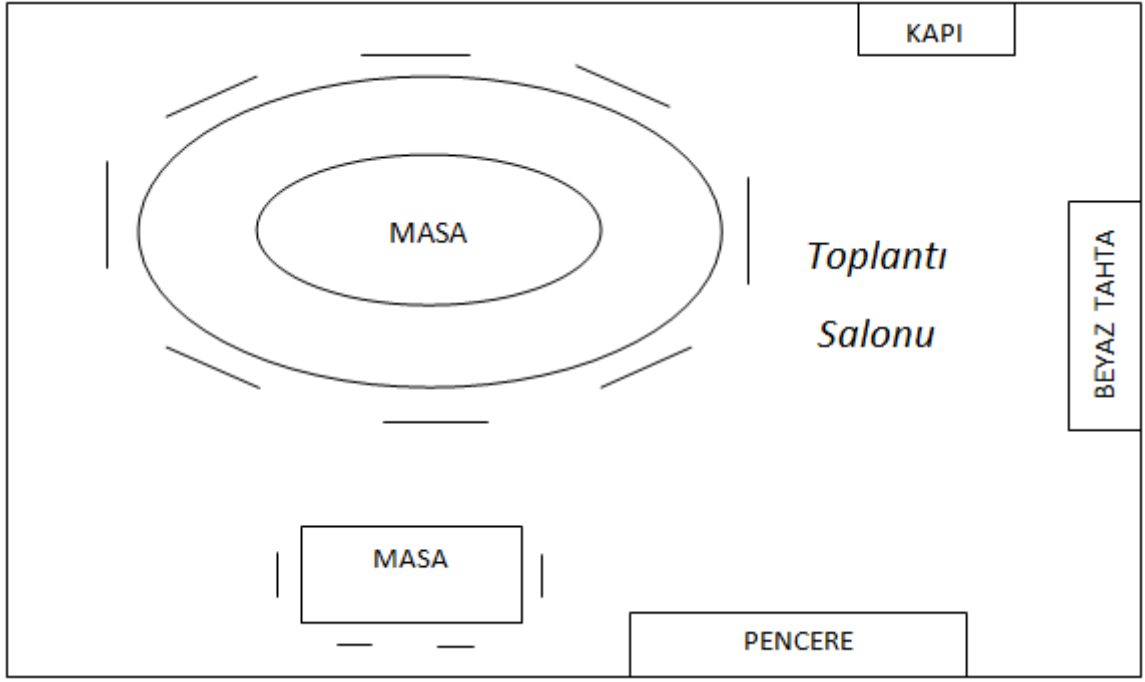 KAPI
MASA
Toplantı
Salonu
BEYAZ TAHTA
MASA
PENCERE